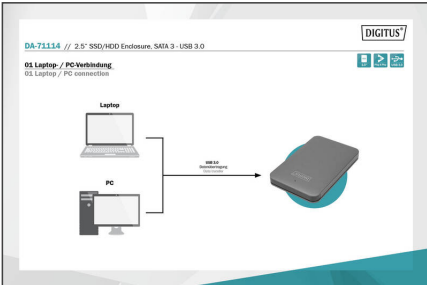 DIGITUS®
DA-71114 // 2.5" SSD/HDD Enclosure, SATA 3 - USB 3.0
01 Laptop- / PC-Verbindung
01 Laptop / PC connection
Laptop
USB 3.0
Datenübertragung
PC